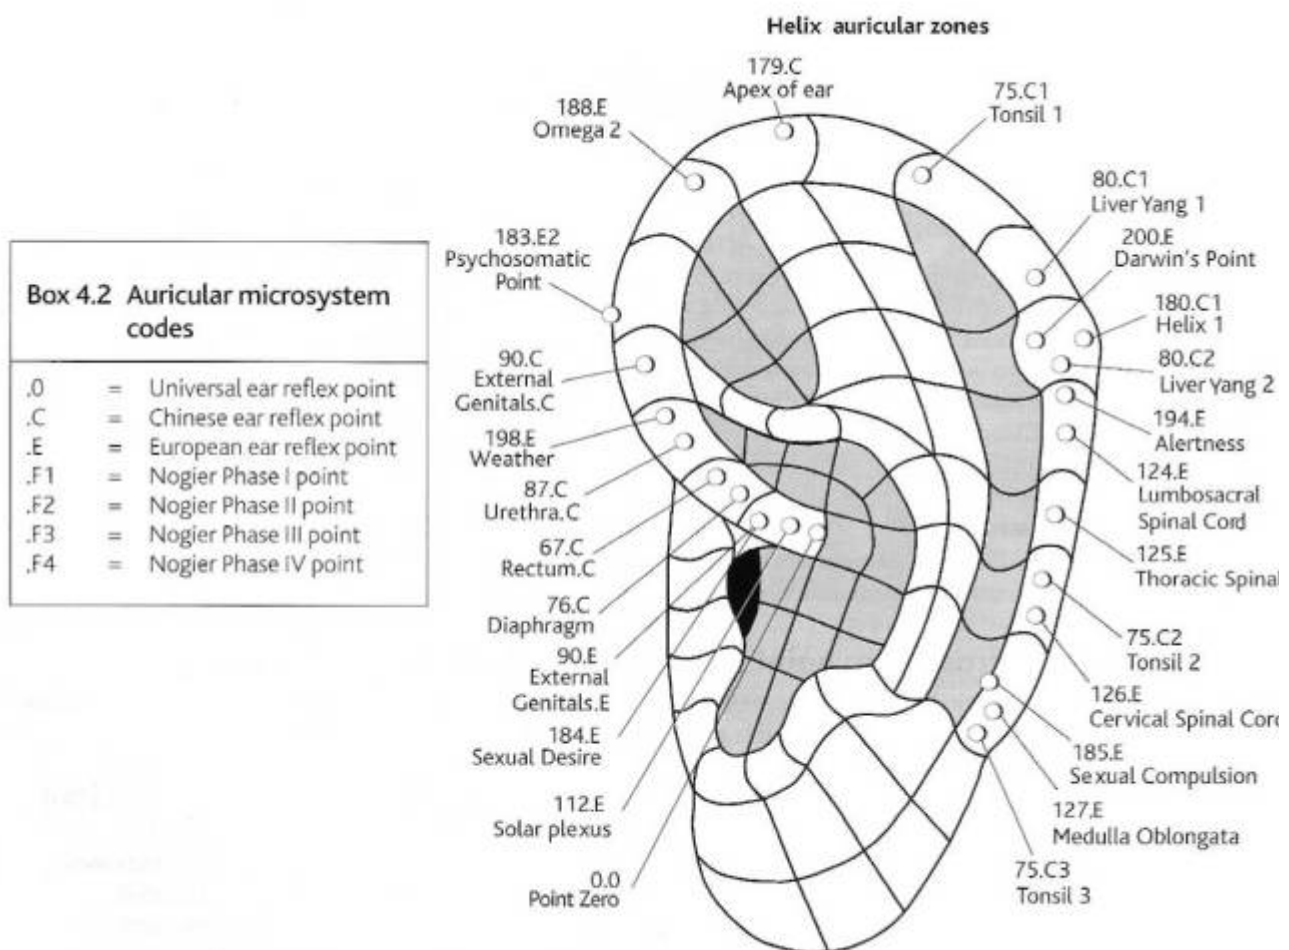 Helix auricular zones
179.C
Apex of ear
188.E
Omega 2
75.C1
Tonsil 1
80.C1
Liver Yang 1
183.E2
Psychosomatic
Point
200.E
Darwin's Point
180.C1
Helix 1
90.C
External
Genitals.C
80.C2
Liver Yang 2
198.E
Weather
194.E
Alertness
87.C
Urethra.C
124.E
Lumbosacral
Spinal Cord
67.C
Rectum.C
125.E
Thoracic Spinal
76.C
Diaphragm
75.C2
Tonsil 2
90.E
External
Genitals.E
126.E
Cervical Spinal Cord
184.E
Sexual Desire
185.E
Sexual Compulsion
112.E
Solar plexus
127.E
Medulla Oblongata
0.0
Point Zero
75.C3
Tonsil 3
Box 4.2 Auricular microsystem
codes
.0 = Universal ear reflex point
.C = Chinese ear reflex point
.E = European ear reflex point
.F1 = Nogier Phase I point
.F2 = Nogier Phase II point
.F3 = Nogier Phase III point
.F4 = Nogier Phase IV point